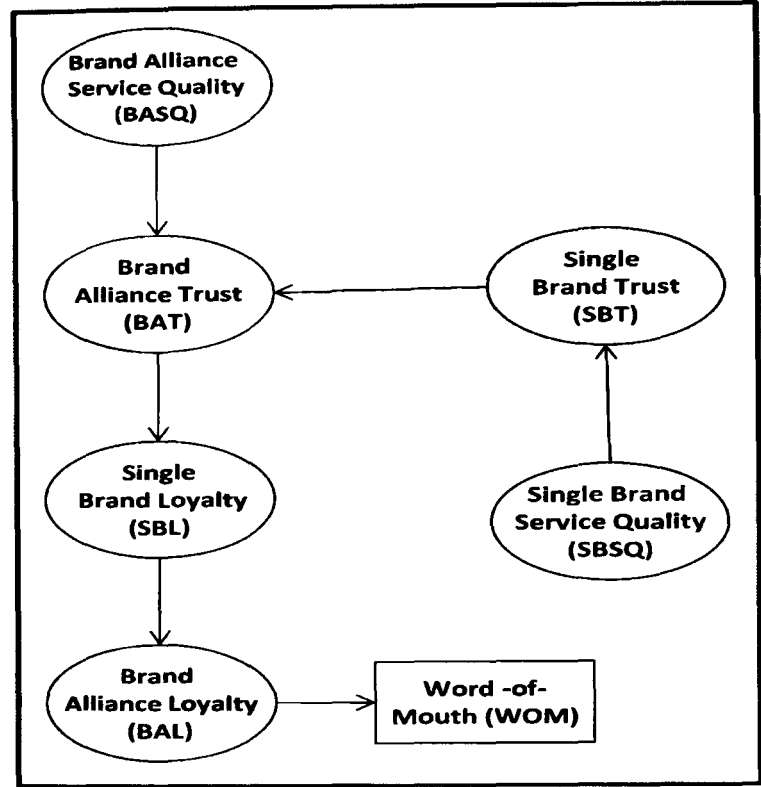 Brand Alliance
Service Quality
(BASQ)
Brand
Alliance Trust
(BAT)
Single
Brand Trust
(SBT)
Single
Brand Loyalty
(SBL)
Single Brand
Service Quality
(SBSQ)
Brand
Alliance Loyalty
(BAL)
Word -of-
Mouth (WOM)